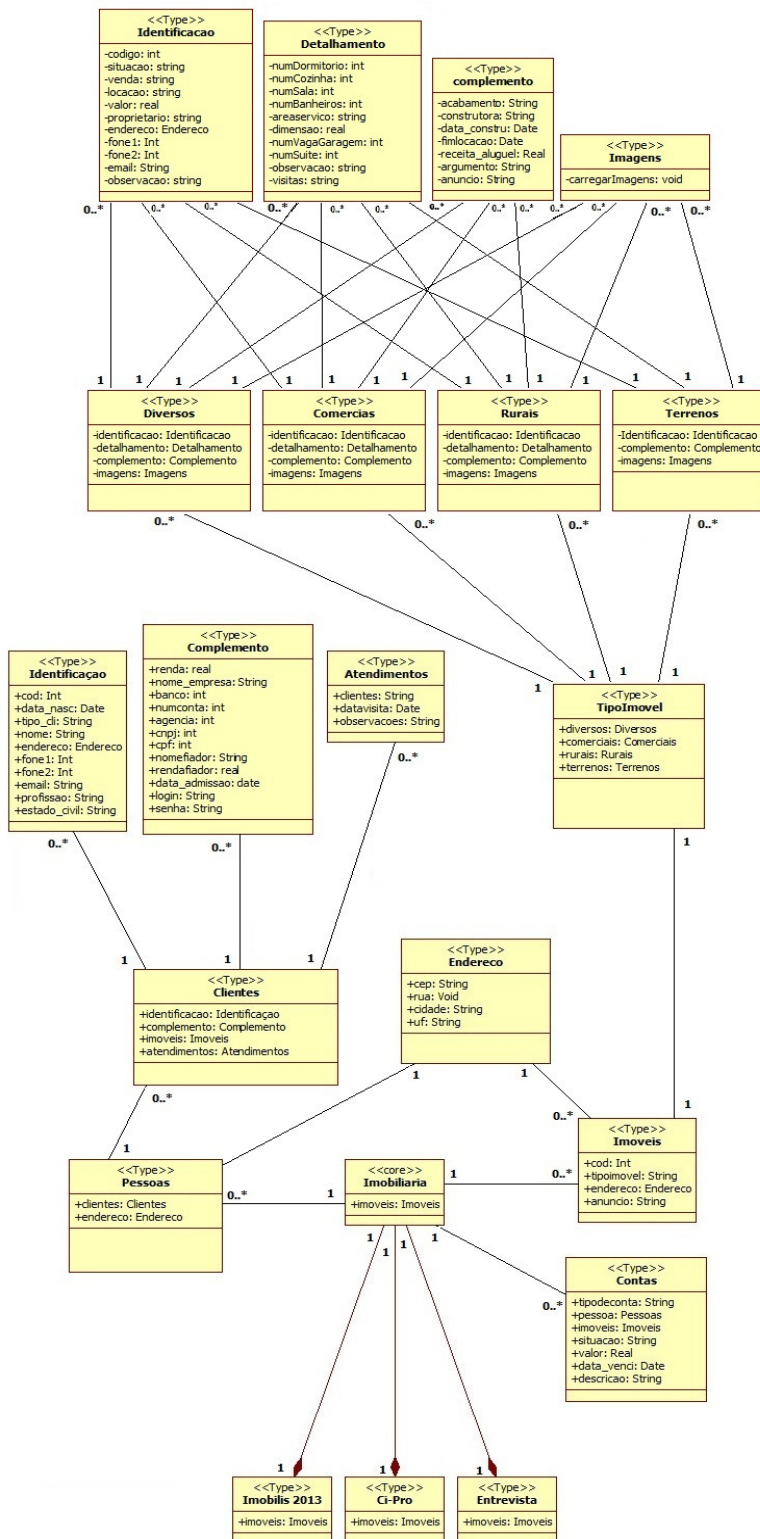 <<Type>>
Identificacao
-codigo: int
-situacao: string
-venda: string
-locacao: string
-valor: real
-proprietario: string
-endereco: Endereco
-fone1: Int
-fone2: Int
-email: String
-observacao: string
<<Type>>
Detalhamento
-numDormitorio: int
-numCozinha: int
-numSala: int
-numBanheiros: int
-areaservico: string
-dimensao: real
-numVagaGaragem: int
-numSuite: int
-observacao: string
-visitas: string
<<Type>>
complemento
-acabamento: String
-construtora: String
-data_constru: Date
-fimlocacao: Date
-receita_aluguel: Real
-argumento: String
-anuncio: String
<<Type>>
Imagens
-carregarImagens: void
0..* 0..* 0..* 0..* 0..* 0..* 0..* 0..* 0..* 0..* 0..* 0..* 0..* 0..* 0..*
1 1 1 1 1 1 1 1 1 1 1 1 1 1 1
<<Type>>
Diversos
-identificacao: Identificacao
-detalhamento: Detalhamento
-complemento: Complemento
-imagens: Imagens
<<Type>>
Comercias
-identificacao: Identificacao
-detalhamento: Detalhamento
-complemento: Complemento
-imagens: Imagens
<<Type>>
Rurais
-identificacao: Identificacao
-detalhamento: Detalhamento
-complemento: Complemento
-imagens: Imagens
<<Type>>
Terrenos
-Identificacao: Identificacao
-complemento: Complemento
-imagens: Imagens
0..* 0..* 0..* 0..*
<<Type>>
Identificaçao
+cod: Int
+data_nasc: Date
+tipo_cli: String
+nome: String
+endereco: Endereco
+fone1: Int
+fone2: Int
+email: String
+profissao: String
+estado_civil: String
<<Type>>
Complemento
+renda: real
+nome_empresa: String
+banco: int
+numconta: int
+agencia: int
+cnpj: int
+cpf: int
+nomefiador: String
+rendafiador: real
+data_admissao: date
+login: String
+senha: String
<<Type>>
Atendimentos
+clientes: String
+datavisita: Date
+observacoes: String
1 1 1 1
<<Type>>
TipoImovel
+diversos: Diversos
+comerciais: Comerciais
+rurais: Rurais
+terrenos: Terrenos
0..* 0..* 0..* 1
1 1 1
<<Type>>
Clientes
+identificacao: Identificaçao
+complemento: Complemento
+imoveis: Imoveis
+atendimentos: Atendimentos
<<Type>>
Endereco
+cep: String
+rua: Void
+cidade: String
+uf: String
0..* 1 1 1
1 0..*
<<Type>>
Pessoas
+clientes: Clientes
+endereco: Endereco
<<core>>
Imobiliaria
+imoveis: Imoveis
<<Type>>
Imoveis
+cod: Int
+tipoimovel: String
+endereco: Endereco
+anuncio: String
0..* 1 1 0..*
1 1 1 1
0..*
<<Type>>
Contas
+tipodeconta: String
+pessoa: Pessoas
+imoveis: Imoveis
+situacao: String
+valor: Real
+data_venci: Date
+descricao: String
1 1 1
<<Type>>
Imobilis 2013
+imoveis: Imoveis
<<Type>>
Ci-Pro
+imoveis: Imoveis
<<Type>>
Entrevista
+imoveis: Imoveis